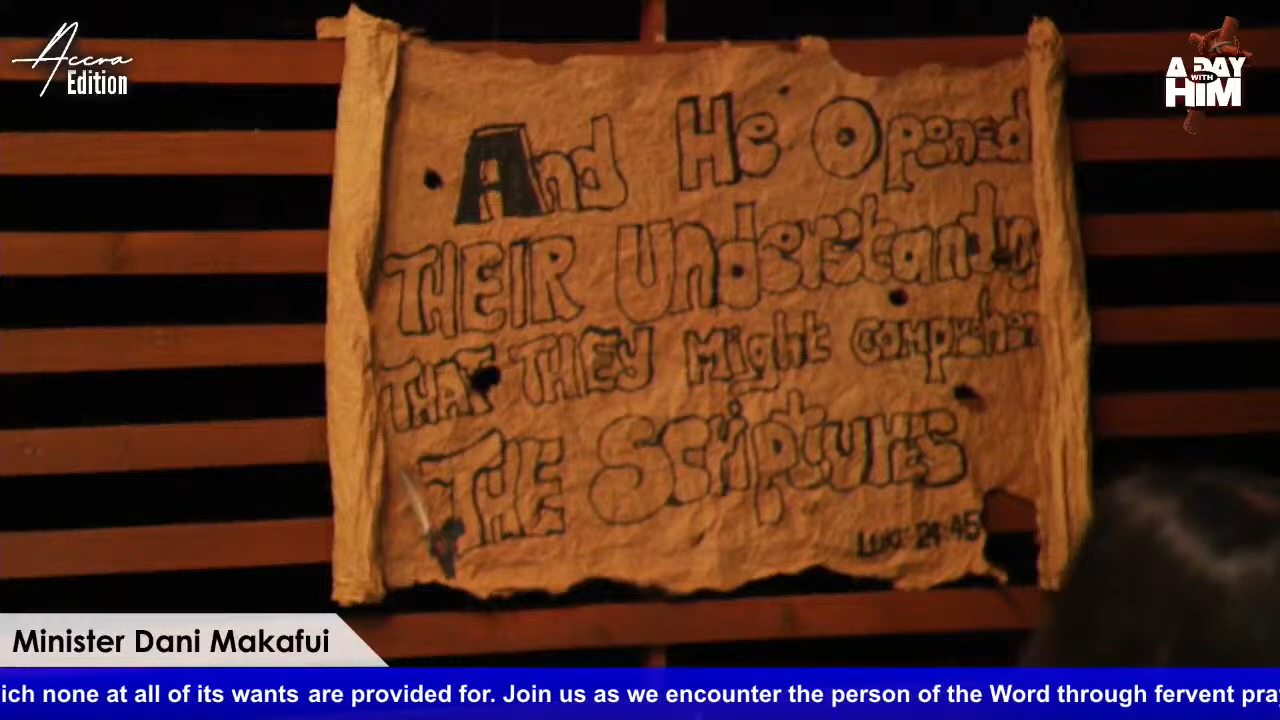 Accra
Edition
A DAY
WITH
HIM
And He Opened
THEIR Understanding
THAT THEY Might comprehen
THE Scriptures
Luke 24:45
Minister Dani Makafui
ich none at all of its wants are provided for. Join us as we encounter the person of the Word through fervent pra